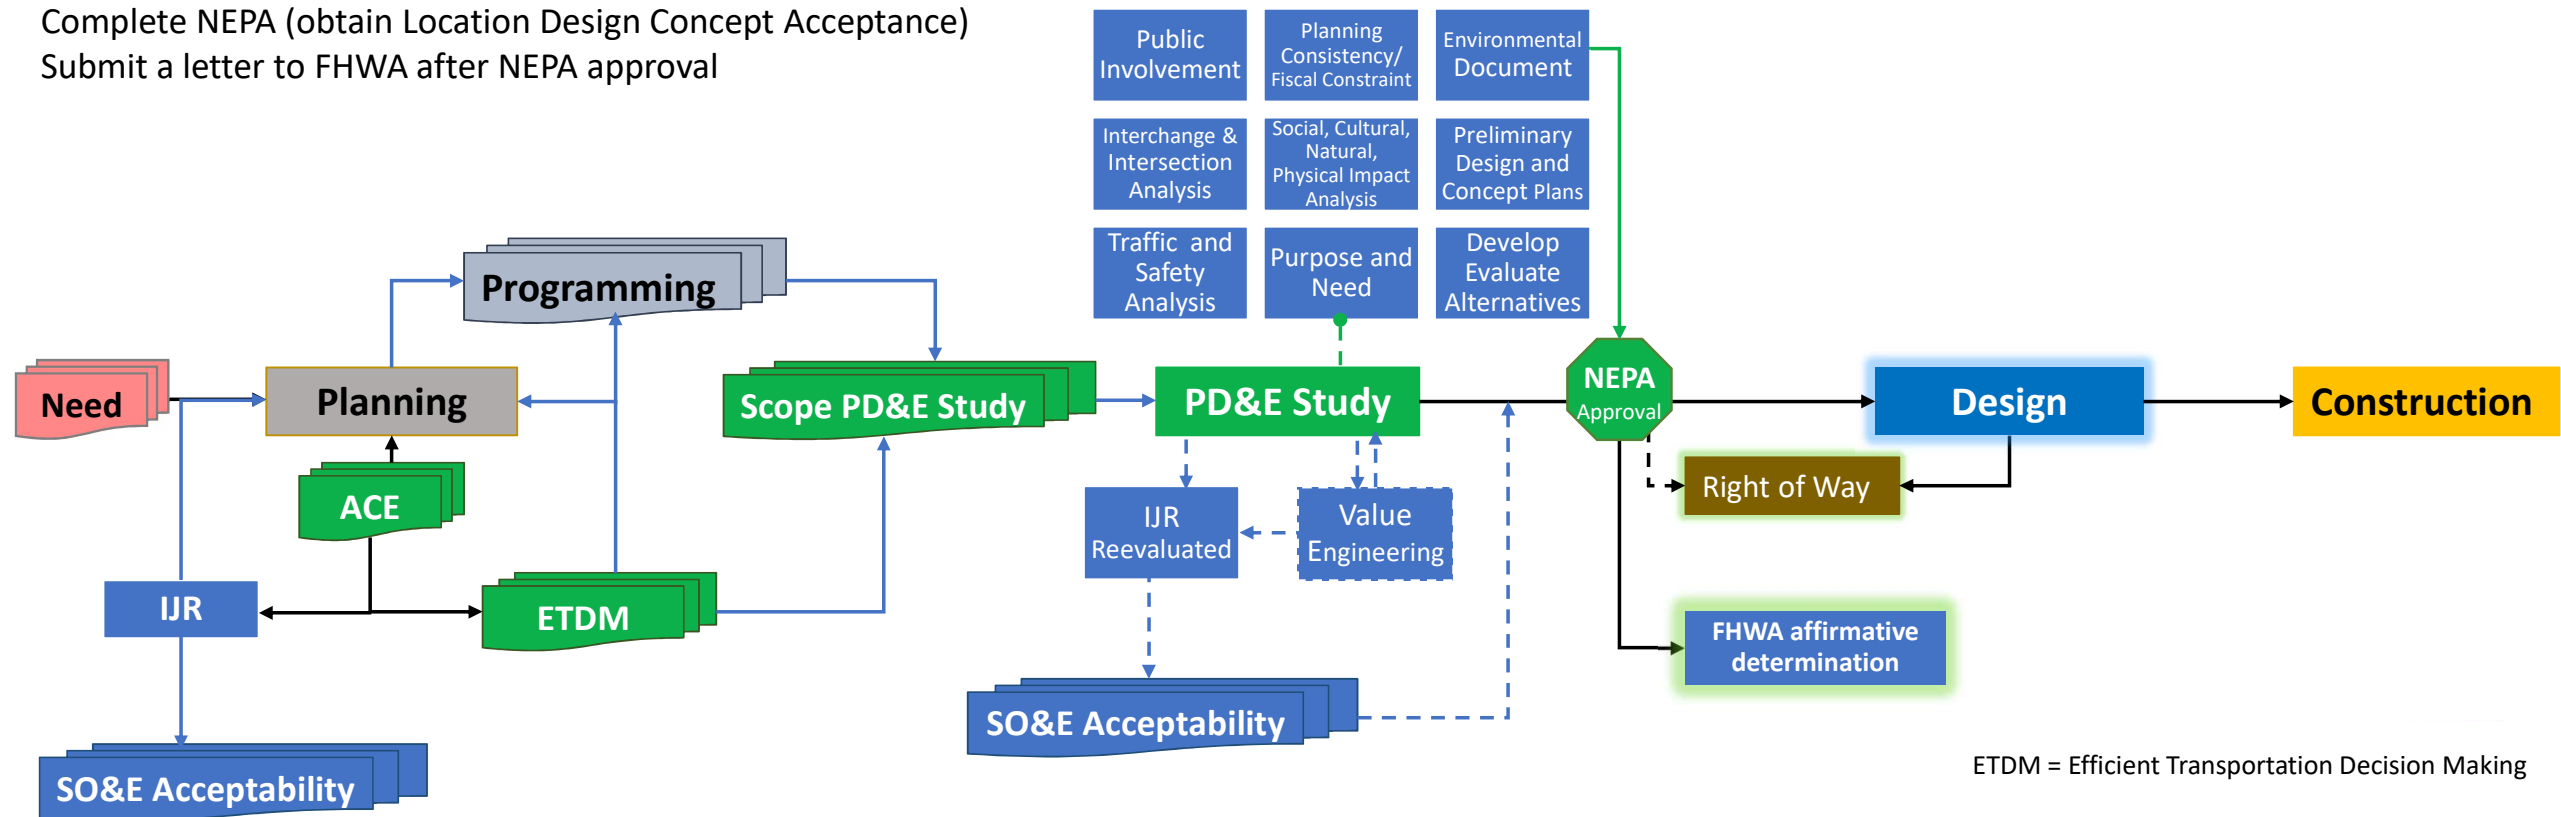 Complete NEPA (obtain Location Design Concept Acceptance)
Submit a letter to FHWA after NEPA approval
Public
Involvement
Planning
Consistency/
Fiscal Constraint
Environmental
Document
Interchange &
Intersection
Analysis
Social, Cultural,
Natural,
Physical Impact
Analysis
Preliminary
Design and
Concept Plans
Traffic and
Safety
Analysis
Purpose and
Need
Develop
Evaluate
Alternatives
Programming
Need
Planning
Scope PD&E Study
PD&E Study
NEPA
Approval
Design
Construction
ACE
Right of Way
IJR
Reevaluated
Value
Engineering
IJR
ETDM
FHWA affirmative
determination
SO&E Acceptability
SO&E Acceptability
ETDM = Efficient Transportation Decision Making